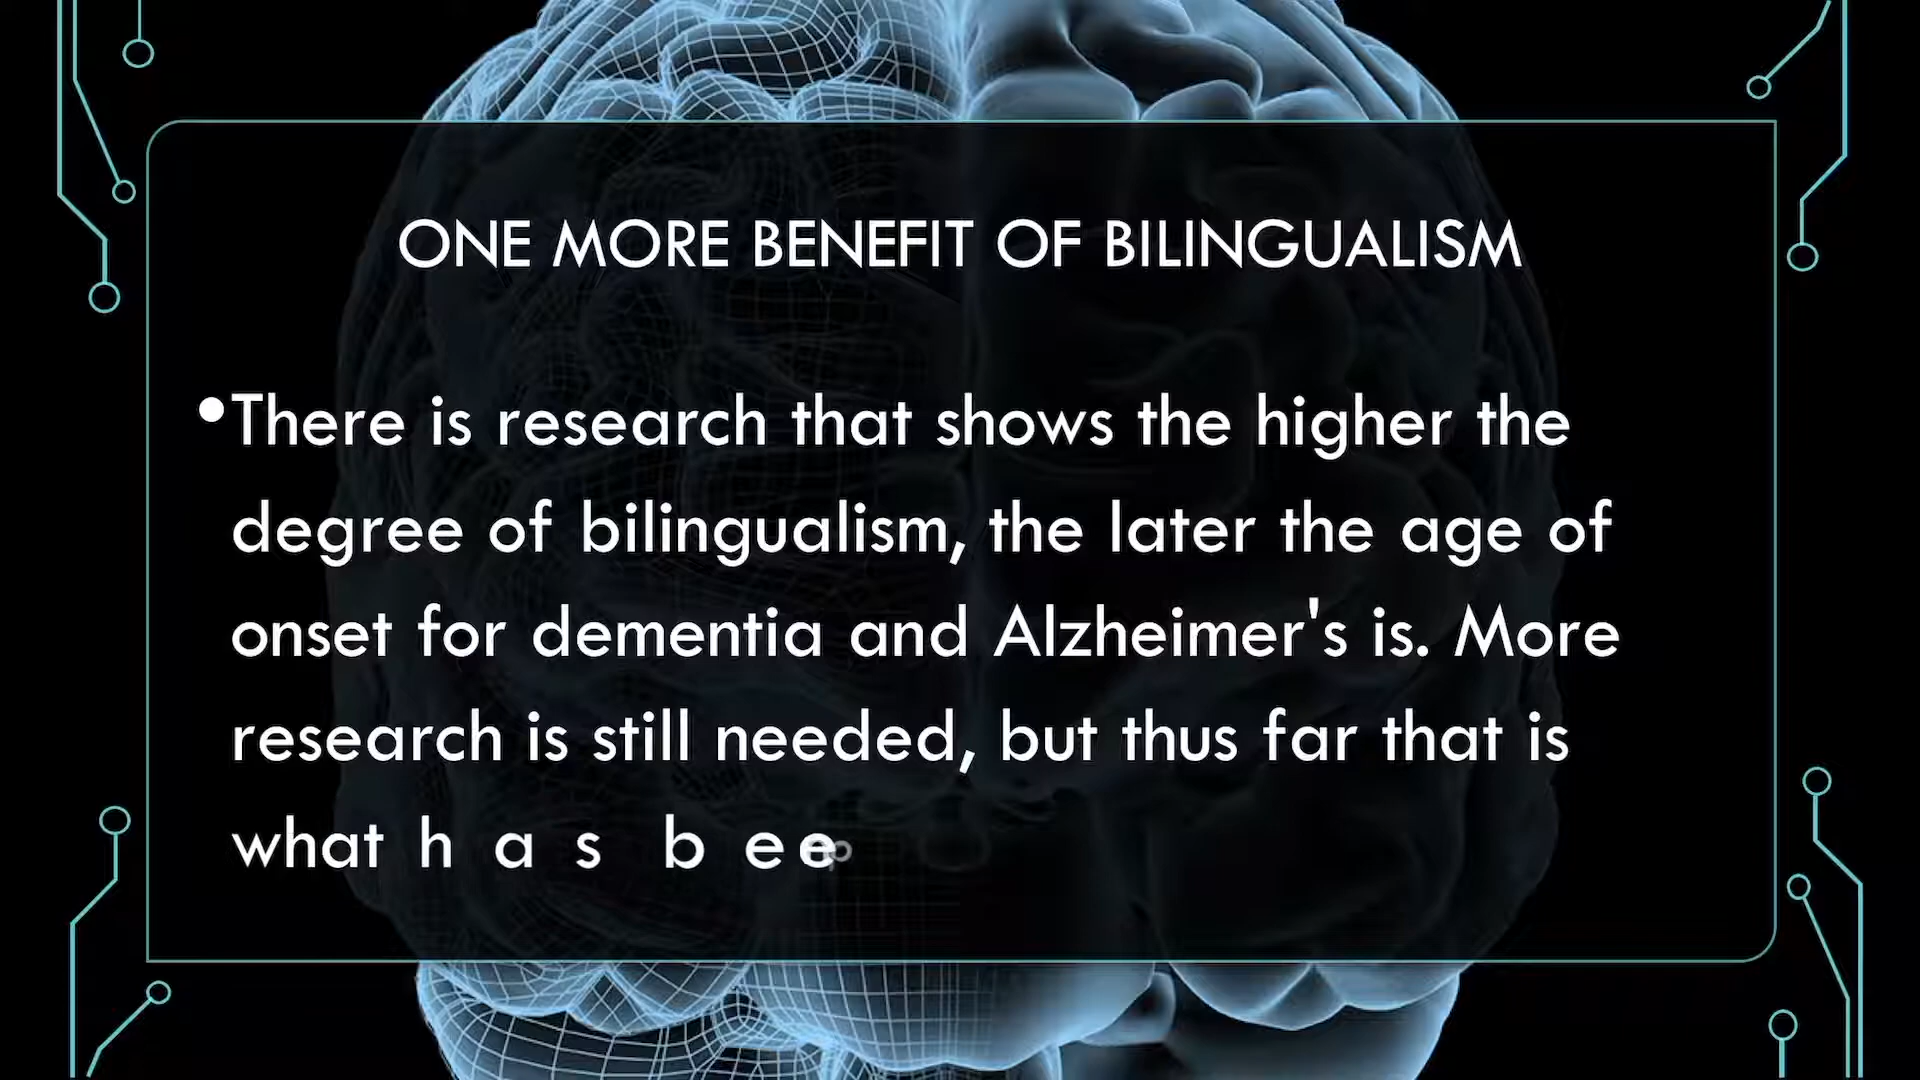 ONE MORE BENEFIT OF BILINGUALISM
•There is research that shows the higher the
degree of bilingualism, the later the age of
onset for dementia and Alzheimer's is. More
research is still needed, but thus far that is
what has bee